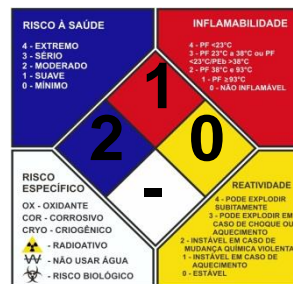 RISCO À SAÚDE
4 - EXTREMO
3 - SÉRIO
2 - MODERADO
1 - SUAVE
0 - MÍNIMO
INFLAMABILIDADE
4 - PF <23°C
3 - PF 23°C a 38°C ou PF
<23°C/PEb >38°C
2 - PF 38°C e 93°C
1 - PF ≥93°C
0 - NÃO INFLAMÁVEL
1
2
0
-
RISCO
ESPECÍFICO
OX - OXIDANTE
COR - CORROSIVO
CRYO - CRIOGÊNICO
- RADIOATIVO
W - NÃO USAR ÁGUA
- RISCO BIOLÓGICO
REATIVIDADE
4 - PODE EXPLODIR
SUBITAMENTE
3 - PODE EXPLODIR EM
CASO DE CHOQUE OU
AQUECIMENTO
2 - INSTÁVEL EM CASO DE
MUDANÇA QUÍMICA VIOLENTA
1 - INSTÁVEL EM CASO DE
AQUECIMENTO
0 - ESTÁVEL